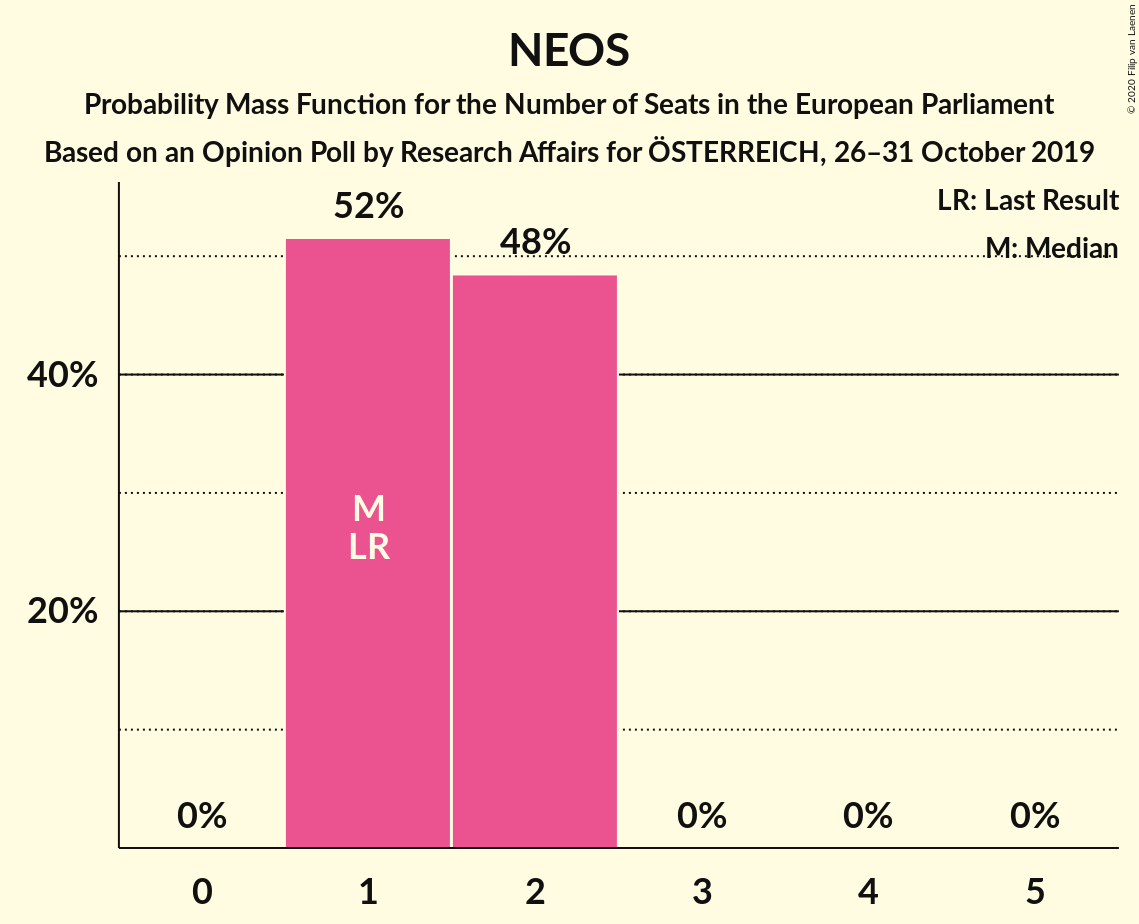 NEOS
Probability Mass Function for the Number of Seats in the European Parliament
Based on an Opinion Poll by Research Affairs for ÖSTERREICH, 26–31 October 2019
© 2020 Filip van Laenen
LR: Last Result
M: Median
52%
48%
40%
20%
M
LR
0%
0%
0%
0%
0
1
2
3
4
5